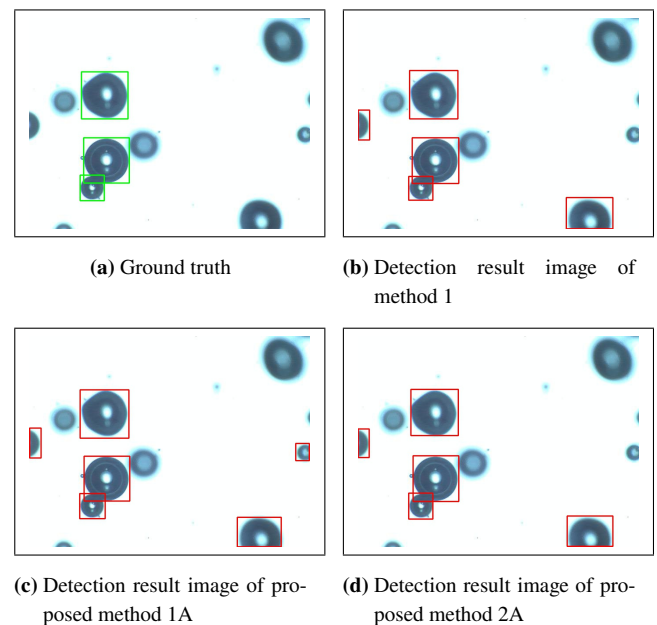 (a) Ground truth
(b) Detection result image of
method 1
(c) Detection result image of pro-
posed method 1A
(d) Detection result image of pro-
posed method 2A